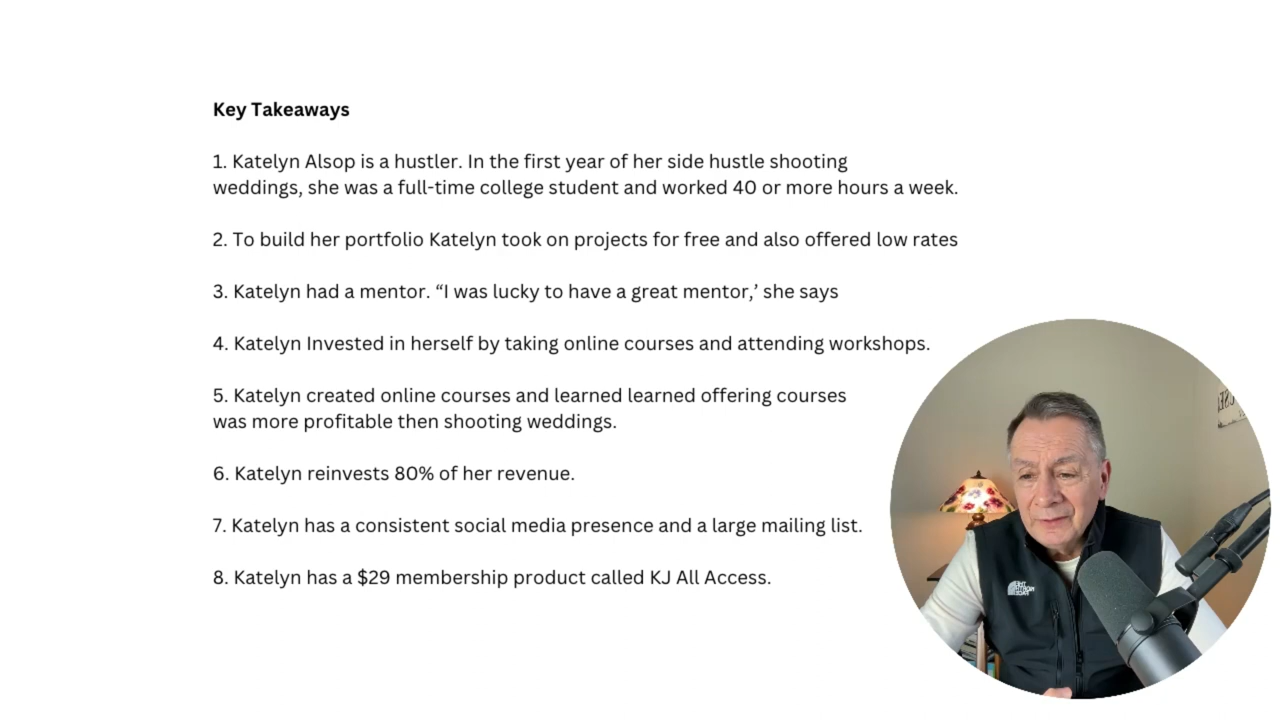 Key Takeaways
1. Katelyn Alsop is a hustler. In the first year of her side hustle shooting
weddings, she was a full-time college student and worked 40 or more hours a week.
2. To build her portfolio Katelyn took on projects for free and also offered low rates
3. Katelyn had a mentor. “I was lucky to have a great mentor,’ she says
4. Katelyn Invested in herself by taking online courses and attending workshops.
5. Katelyn created online courses and learned learned offering courses
was more profitable then shooting weddings.
6. Katelyn reinvests 80% of her revenue.
7. Katelyn has a consistent social media presence and a large mailing list.
8. Katelyn has a $29 membership product called KJ All Access.